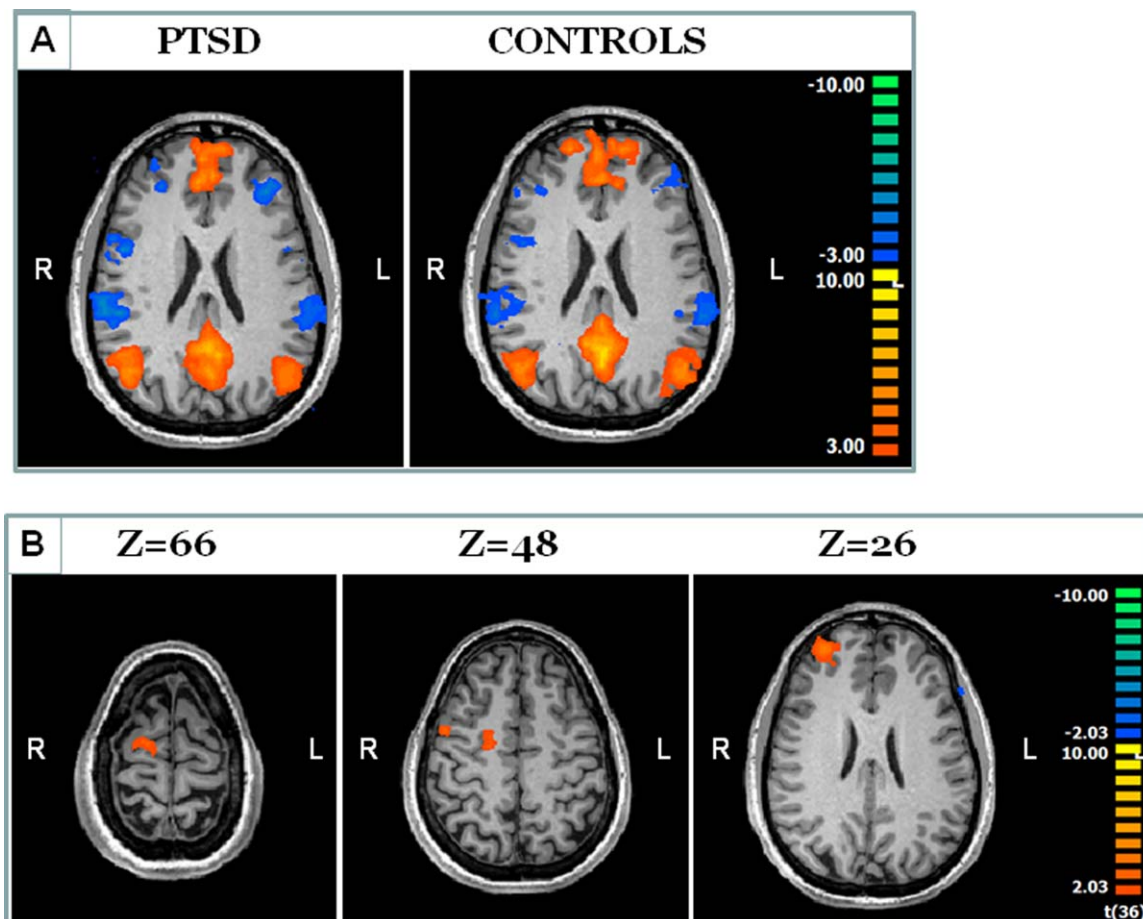 A PTSD CONTROLS
R L R L
-10.00
-3.00
10.00
3.00
B Z=66 Z=48 Z=26
R L R L R L
-10.00
-2.03
10.00
2.03
t(36)